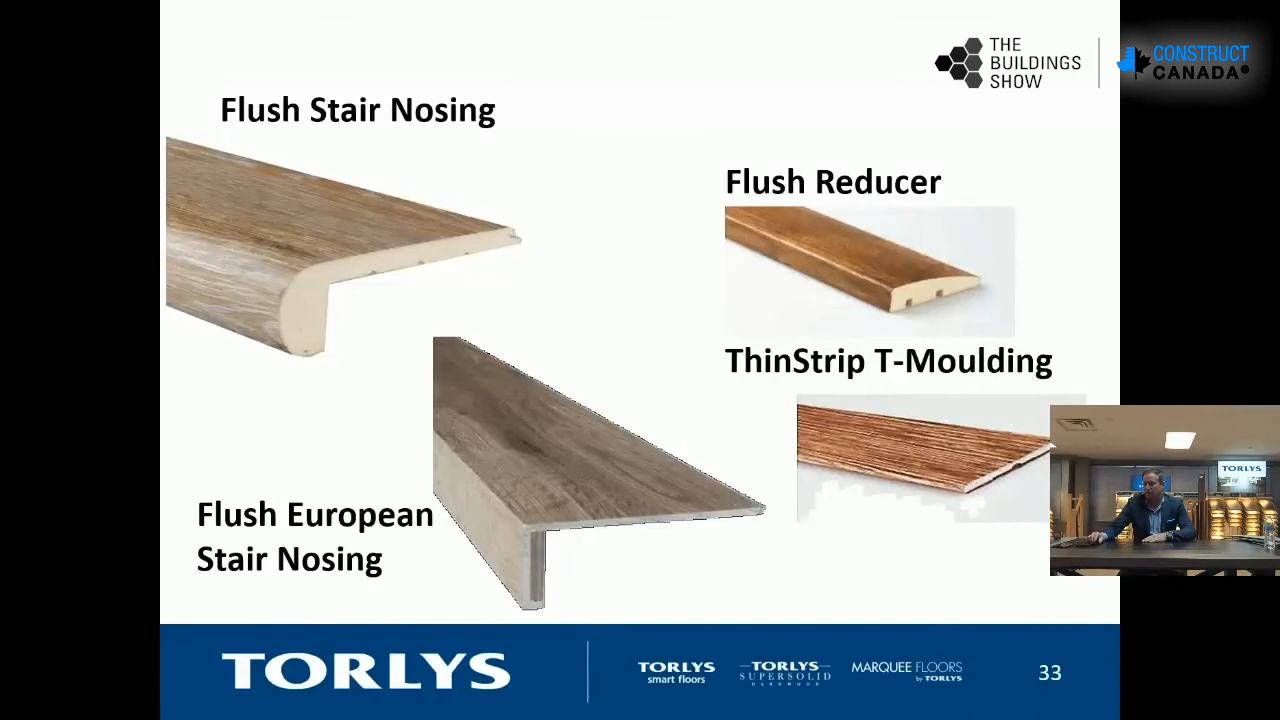 THE
BUILDINGS
SHOW
CONSTRUCT
CANADA
Flush Stair Nosing
Flush Reducer
ThinStrip T-Moulding
TORLYS
Flush European
Stair Nosing
TORLYS
TORLYS
smart floors
TORLYS
SUPERSOLID
HARDWOOD
MARQUEE FLOORS
by TORLYS
33